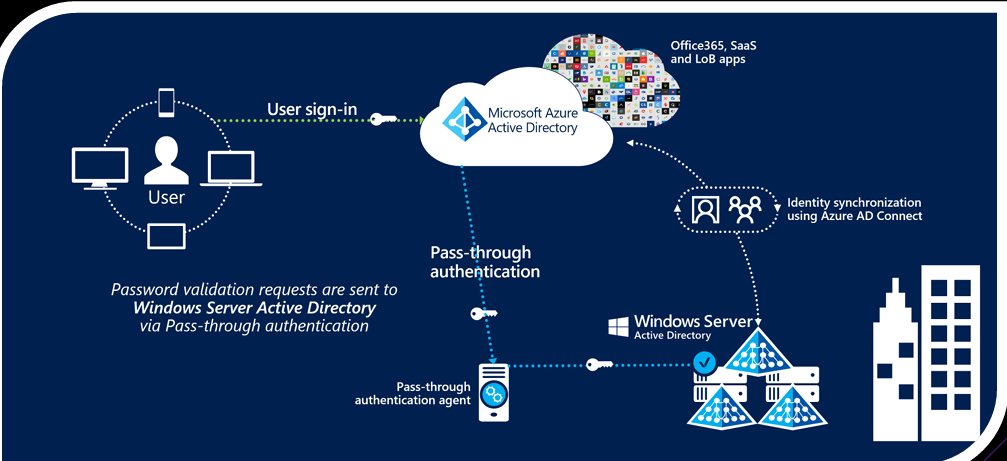 Office365, SaaS
and LoB apps
User sign-in
Microsoft Azure
Active Directory
User
Identity synchronization
using Azure AD Connect
Pass-through
authentication
Password validation requests are sent to
Windows Server Active Directory
via Pass-through authentication
Windows Server
Active Directory
Pass-through
authentication agent